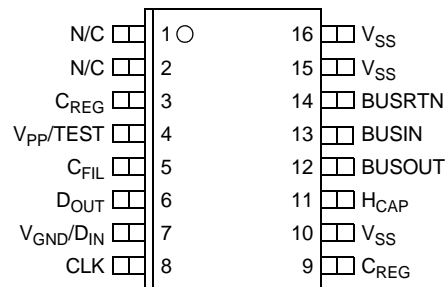 N/C 1 16 VSS
N/C 2 15 VSS
CREG 3 14 BUSRTN
VPP/TEST 4 13 BUSIN
CFIL 5 12 BUSOUT
DOUT 6 11 HCAP
VGND/DIN 7 10 VSS
CLK 8 9 CREG